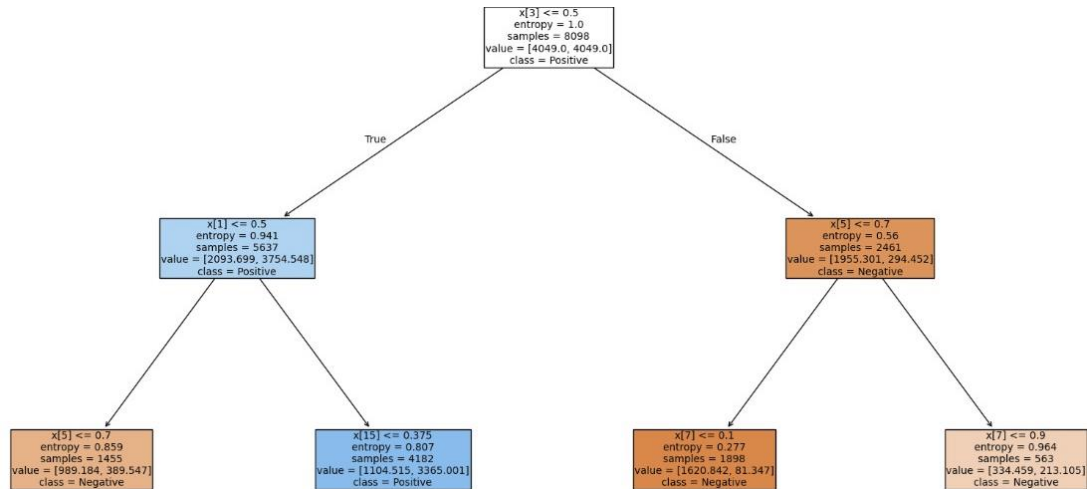 x[3] <= 0.5
entropy = 1.0
samples = 8098
value = [4049.0, 4049.0]
class = Positive
True
False
x[1] <= 0.5
entropy = 0.941
samples = 5637
value = [2093.699, 3754.548]
class = Positive
x[5] <= 0.7
entropy = 0.56
samples = 2461
value = [1955.301, 294.452]
class = Negative
x[5] <= 0.7
entropy = 0.859
samples = 1455
value = [989.184, 389.547]
class = Negative
x[15] <= 0.375
entropy = 0.807
samples = 4182
value = [1104.515, 3365.001]
class = Positive
x[7] <= 0.1
entropy = 0.277
samples = 1898
value = [1620.842, 81.347]
class = Negative
x[7] <= 0.9
entropy = 0.964
samples = 563
value = [334.459, 213.105]
class = Negative